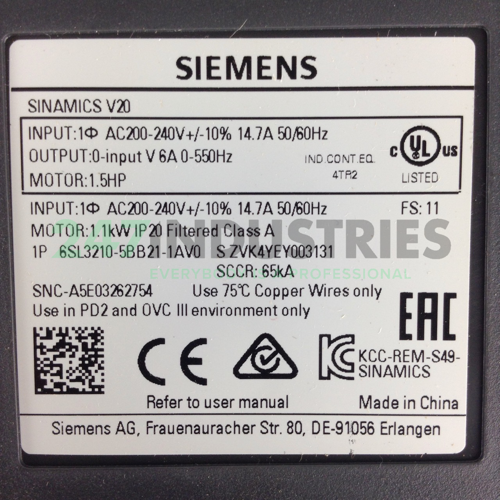 SIEMENS
SINAMICS V20
INPUT:1Φ AC200-240V+/-10% 14.7A 50/60Hz
OUTPUT:0-input V 6A 0-550Hz
IND.CONT.EQ.
4TR2
MOTOR:1.5HP
c UL us
LISTED
INPUT:1Φ AC200-240V+/-10% 14.7A 50/60Hz FS: 11
MOTOR:1.1kW IP20 Filtered Class A
1P 6SL3210-5BB21-1AV0 S ZVK4YEY003131
SCCR: 65kA
SNC-A5E03262754 Use 75℃ Copper Wires only
Use in PD2 and OVC III environment only
EAC
CE
KCC-REM-S49-
SINAMICS
Refer to user manual Made in China
Siemens AG, Frauenauracher Str. 80, DE-91056 Erlangen
247INDUSTRIES